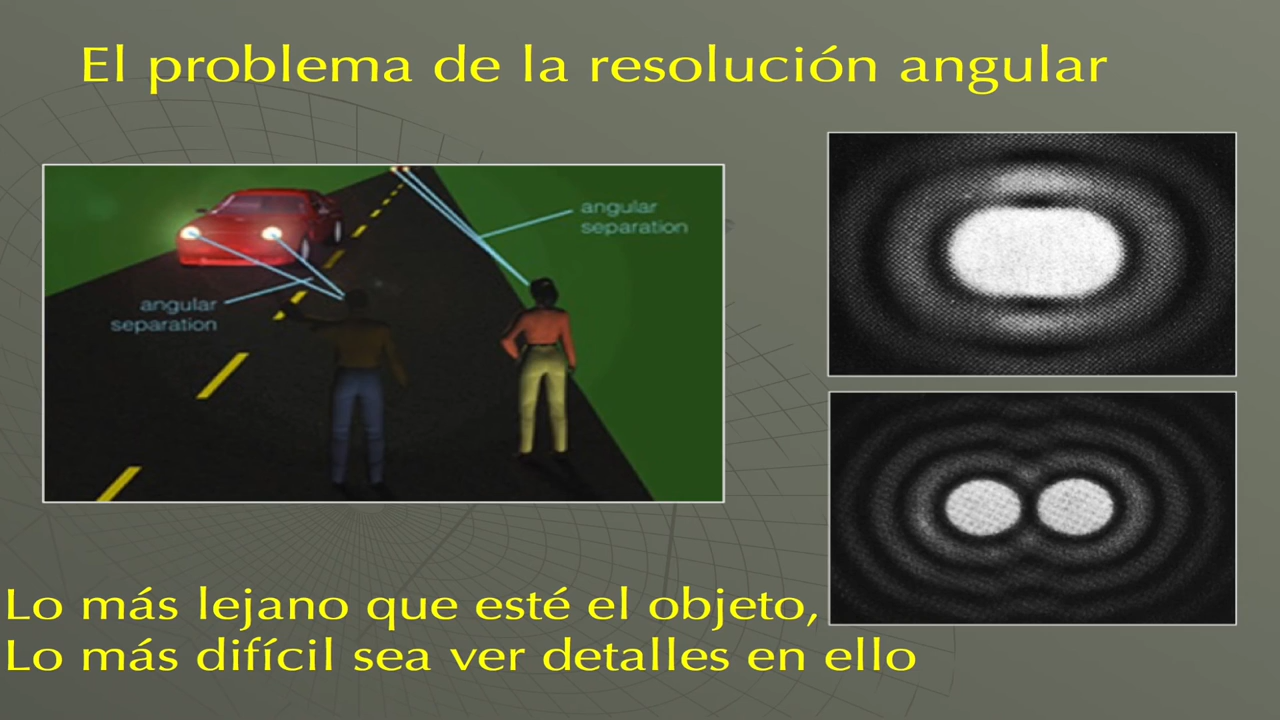 El problema de la resolución angular
angular
separation
angular
separation
Lo más lejano que esté el objeto,
Lo más difícil sea ver detalles en ello